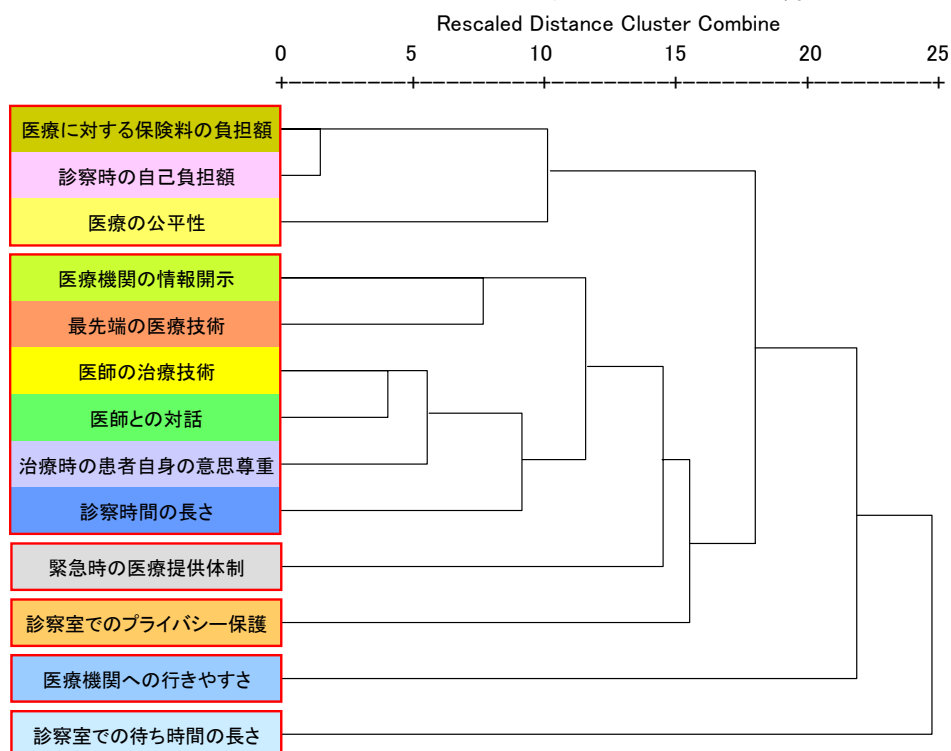 Rescaled Distance Cluster Combine
0 5 10 15 20 25
医療に対する保険料の負担額
診察時の自己負担額
医療の公平性
医療機関の情報開示
最先端の医療技術
医師の治療技術
医師との対話
治療時の患者自身の意思尊重
診察時間の長さ
緊急時の医療提供体制
診察室でのプライバシー保護
医療機関への行きやすさ
診察室での待ち時間の長さ